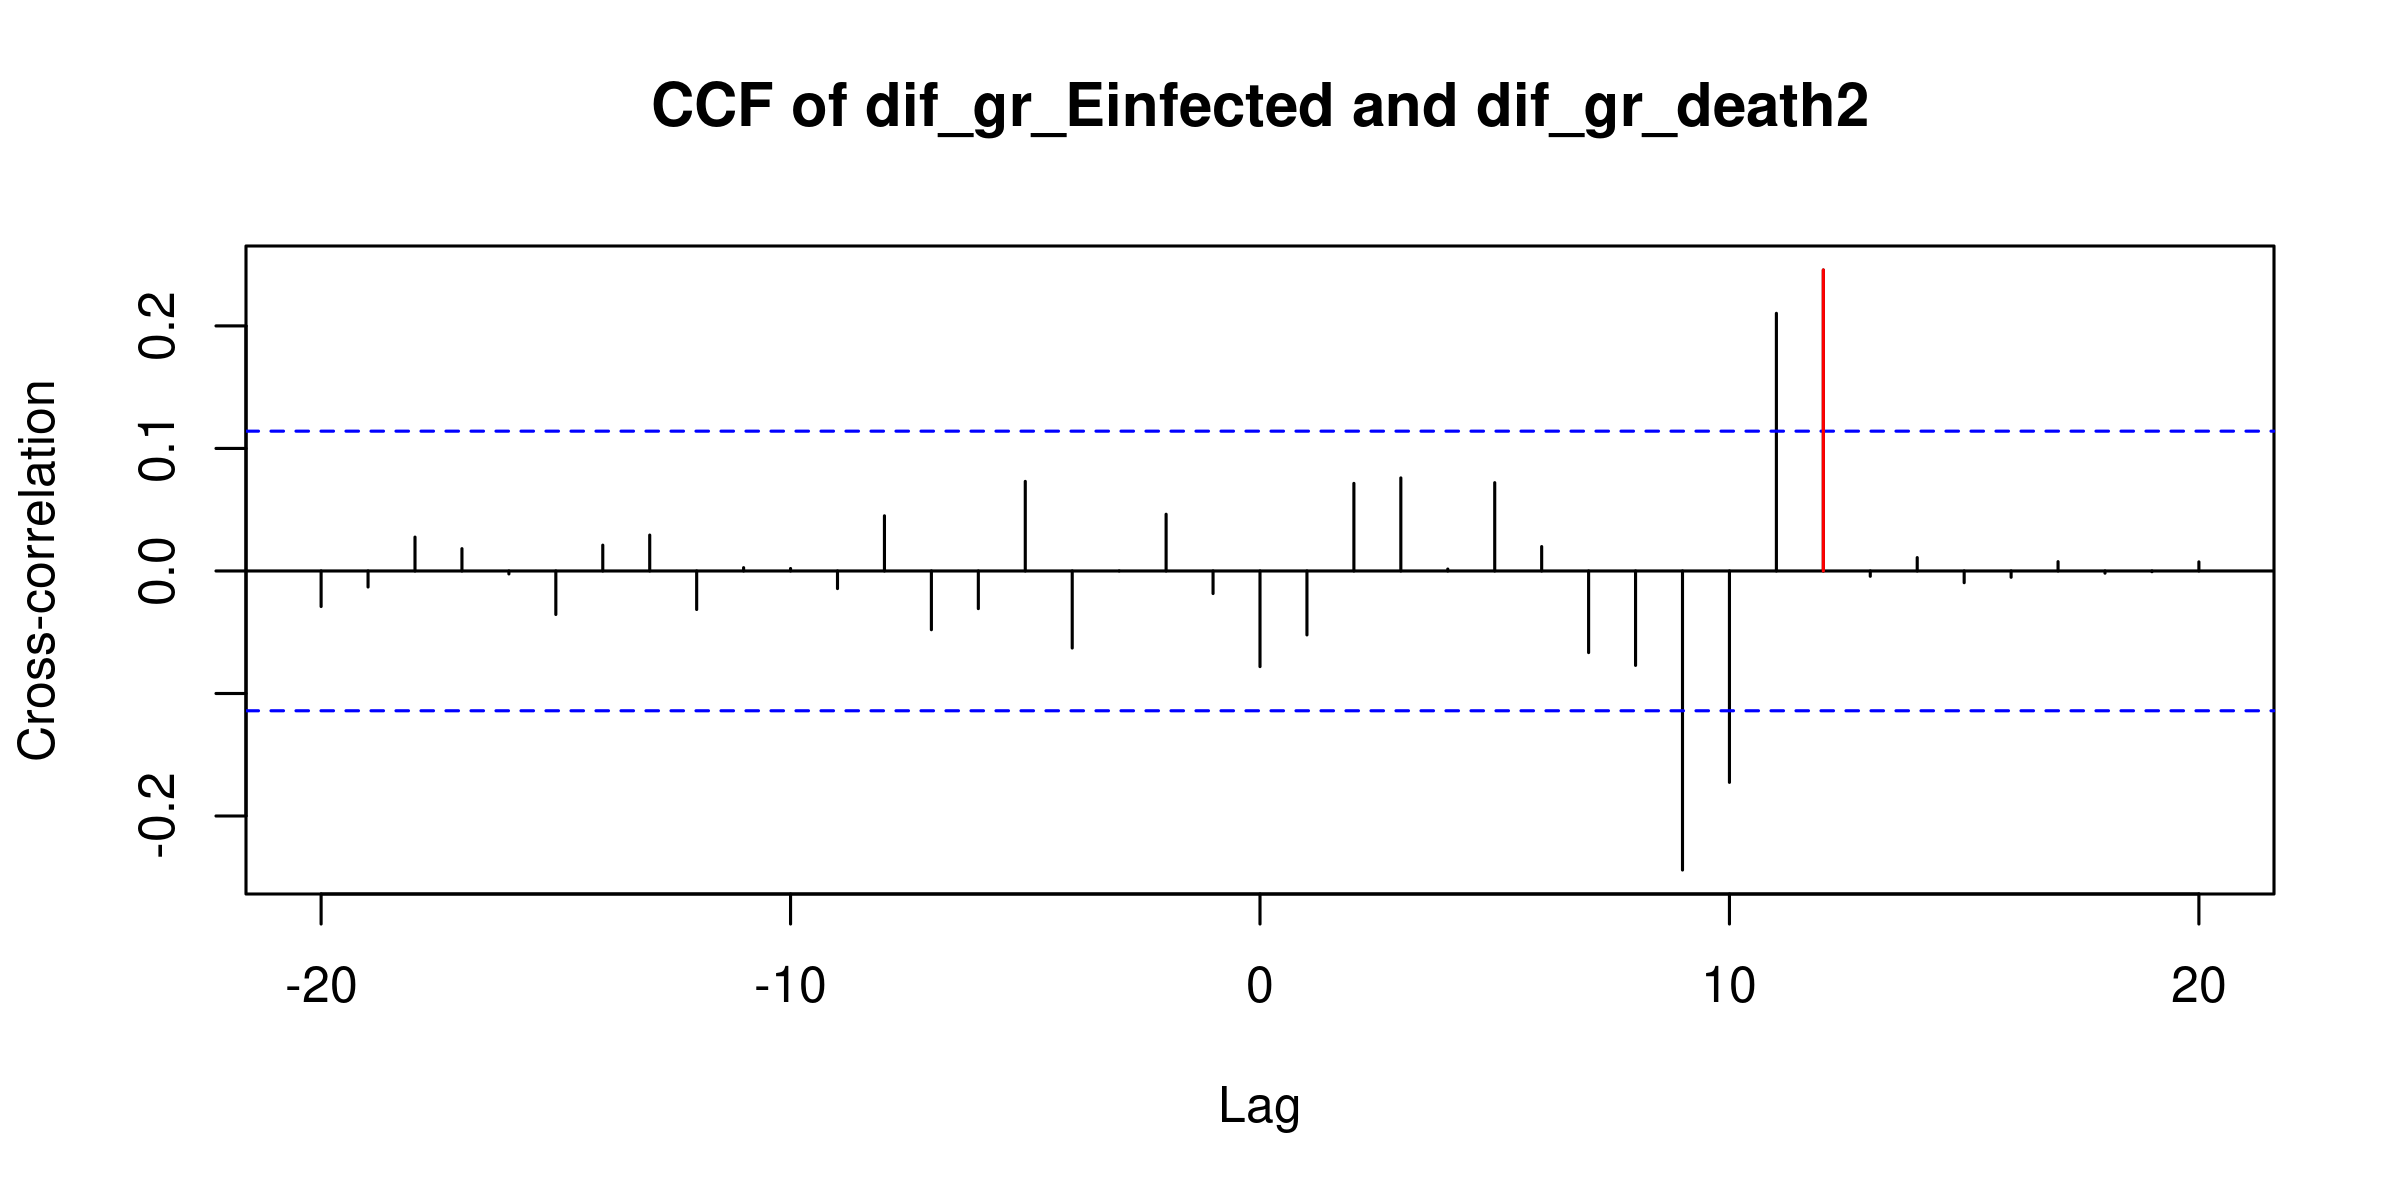 CCF of dif_gr_Einfected and dif_gr_death2
Cross-correlation
0.2
0.1
0.0
-0.2
-20 -10 0 10 20
Lag